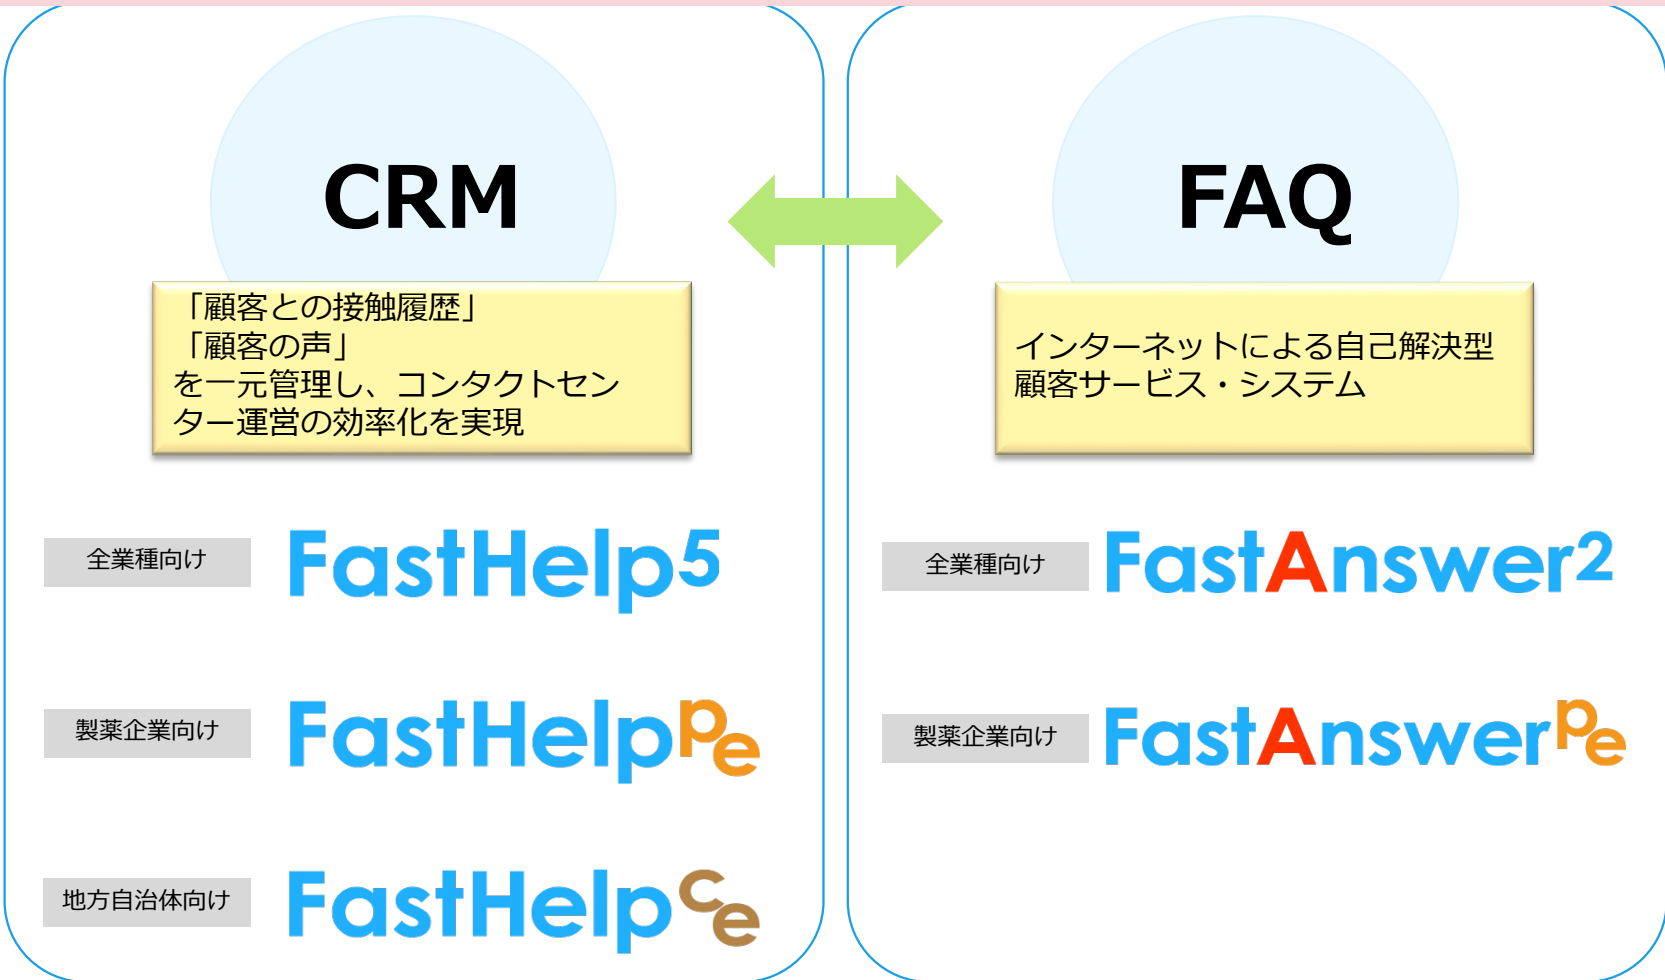 CRM
「顧客との接触履歴」
「顧客の声」
を一元管理し、コンタクトセン
ター運営の効率化を実現
全業種向け
FastHelp5
製薬企業向け
FastHelppe
地方自治体向け
FastHelpce
FAQ
インターネットによる自己解決型
顧客サービス・システム
全業種向け
FastAnswer2
製薬企業向け
FastAnswerpe